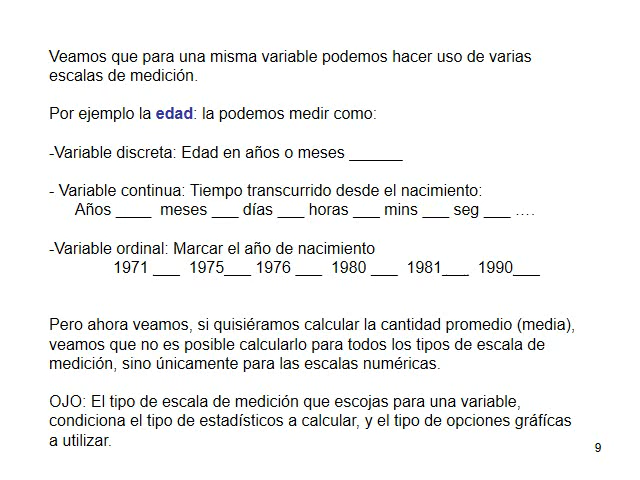 Veamos que para una misma variable podemos hacer uso de varias
escalas de medición.
Por ejemplo la edad: la podemos medir como:
-Variable discreta: Edad en años o meses ______
- Variable continua: Tiempo transcurrido desde el nacimiento:
Años ____ meses ___ días ___ horas ___ mins ___ seg ___ ….
-Variable ordinal: Marcar el año de nacimiento
1971 ___ 1975___ 1976 ___ 1980 ___ 1981___ 1990___
Pero ahora veamos, si quisiéramos calcular la cantidad promedio (media),
veamos que no es posible calcularlo para todos los tipos de escala de
medición, sino únicamente para las escalas numéricas.
OJO: El tipo de escala de medición que escojas para una variable,
condiciona el tipo de estadísticos a calcular, y el tipo de opciones gráfícas
a utilizar.
9